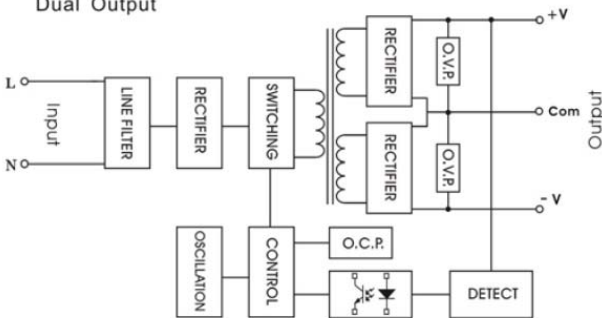 Dual Output
L
N
Input
LINE FILTER
RECTIFIER
SWITCHING
RECTIFIER
RECTIFIER
O.V.P.
O.V.P.
+V
Com
- V
Output
OSCILLATION
CONTROL
O.C.P.
DETECT